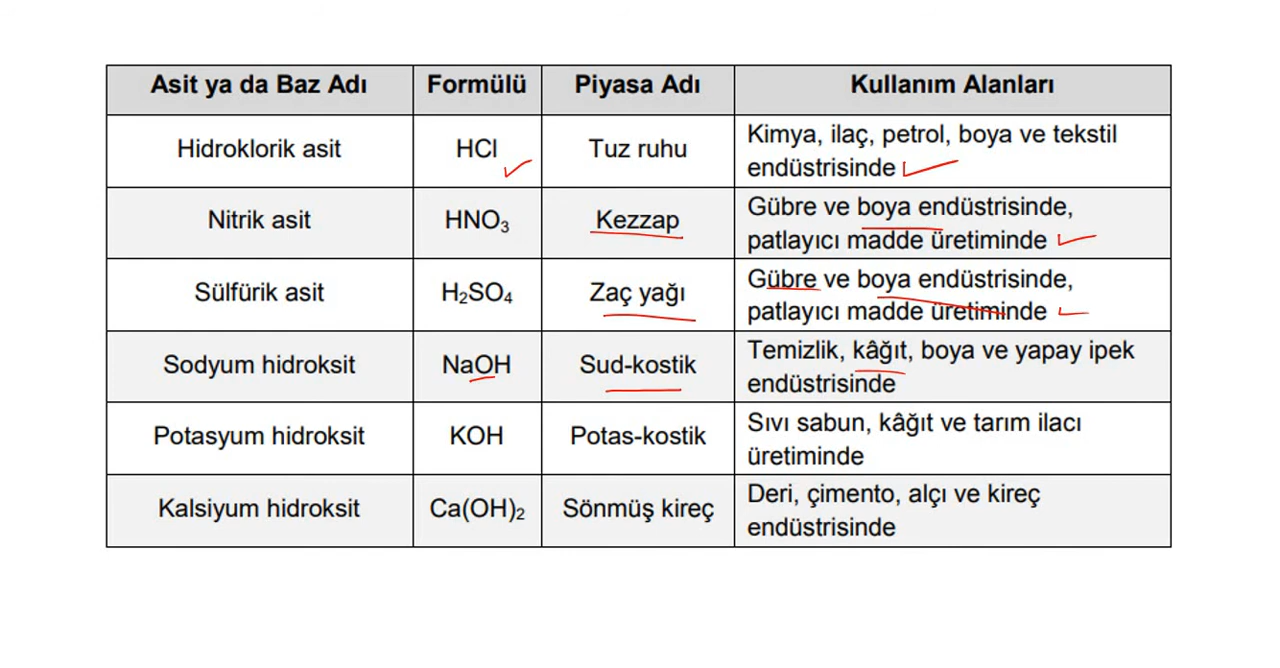 Asit ya da Baz Adı Formülü Piyasa Adı Kullanım Alanları
Hidroklorik asit HCl Tuz ruhu Kimya, ilaç, petrol, boya ve tekstil
endüstrisinde
Nitrik asit HNO₃ Kezzap Gübre ve boya endüstrisinde,
patlayıcı madde üretiminde
Sülfürik asit H₂SO₄ Zaç yağı Gübre ve boya endüstrisinde,
patlayıcı madde üretiminde
Sodyum hidroksit NaOH Sud-kostik Temizlik, kâğıt, boya ve yapay ipek
endüstrisinde
Potasyum hidroksit KOH Potas-kostik Sıvı sabun, kâğıt ve tarım ilacı
üretiminde
Kalsiyum hidroksit Ca(OH)₂ Sönmüş kireç Deri, çimento, alçı ve kireç
endüstrisinde